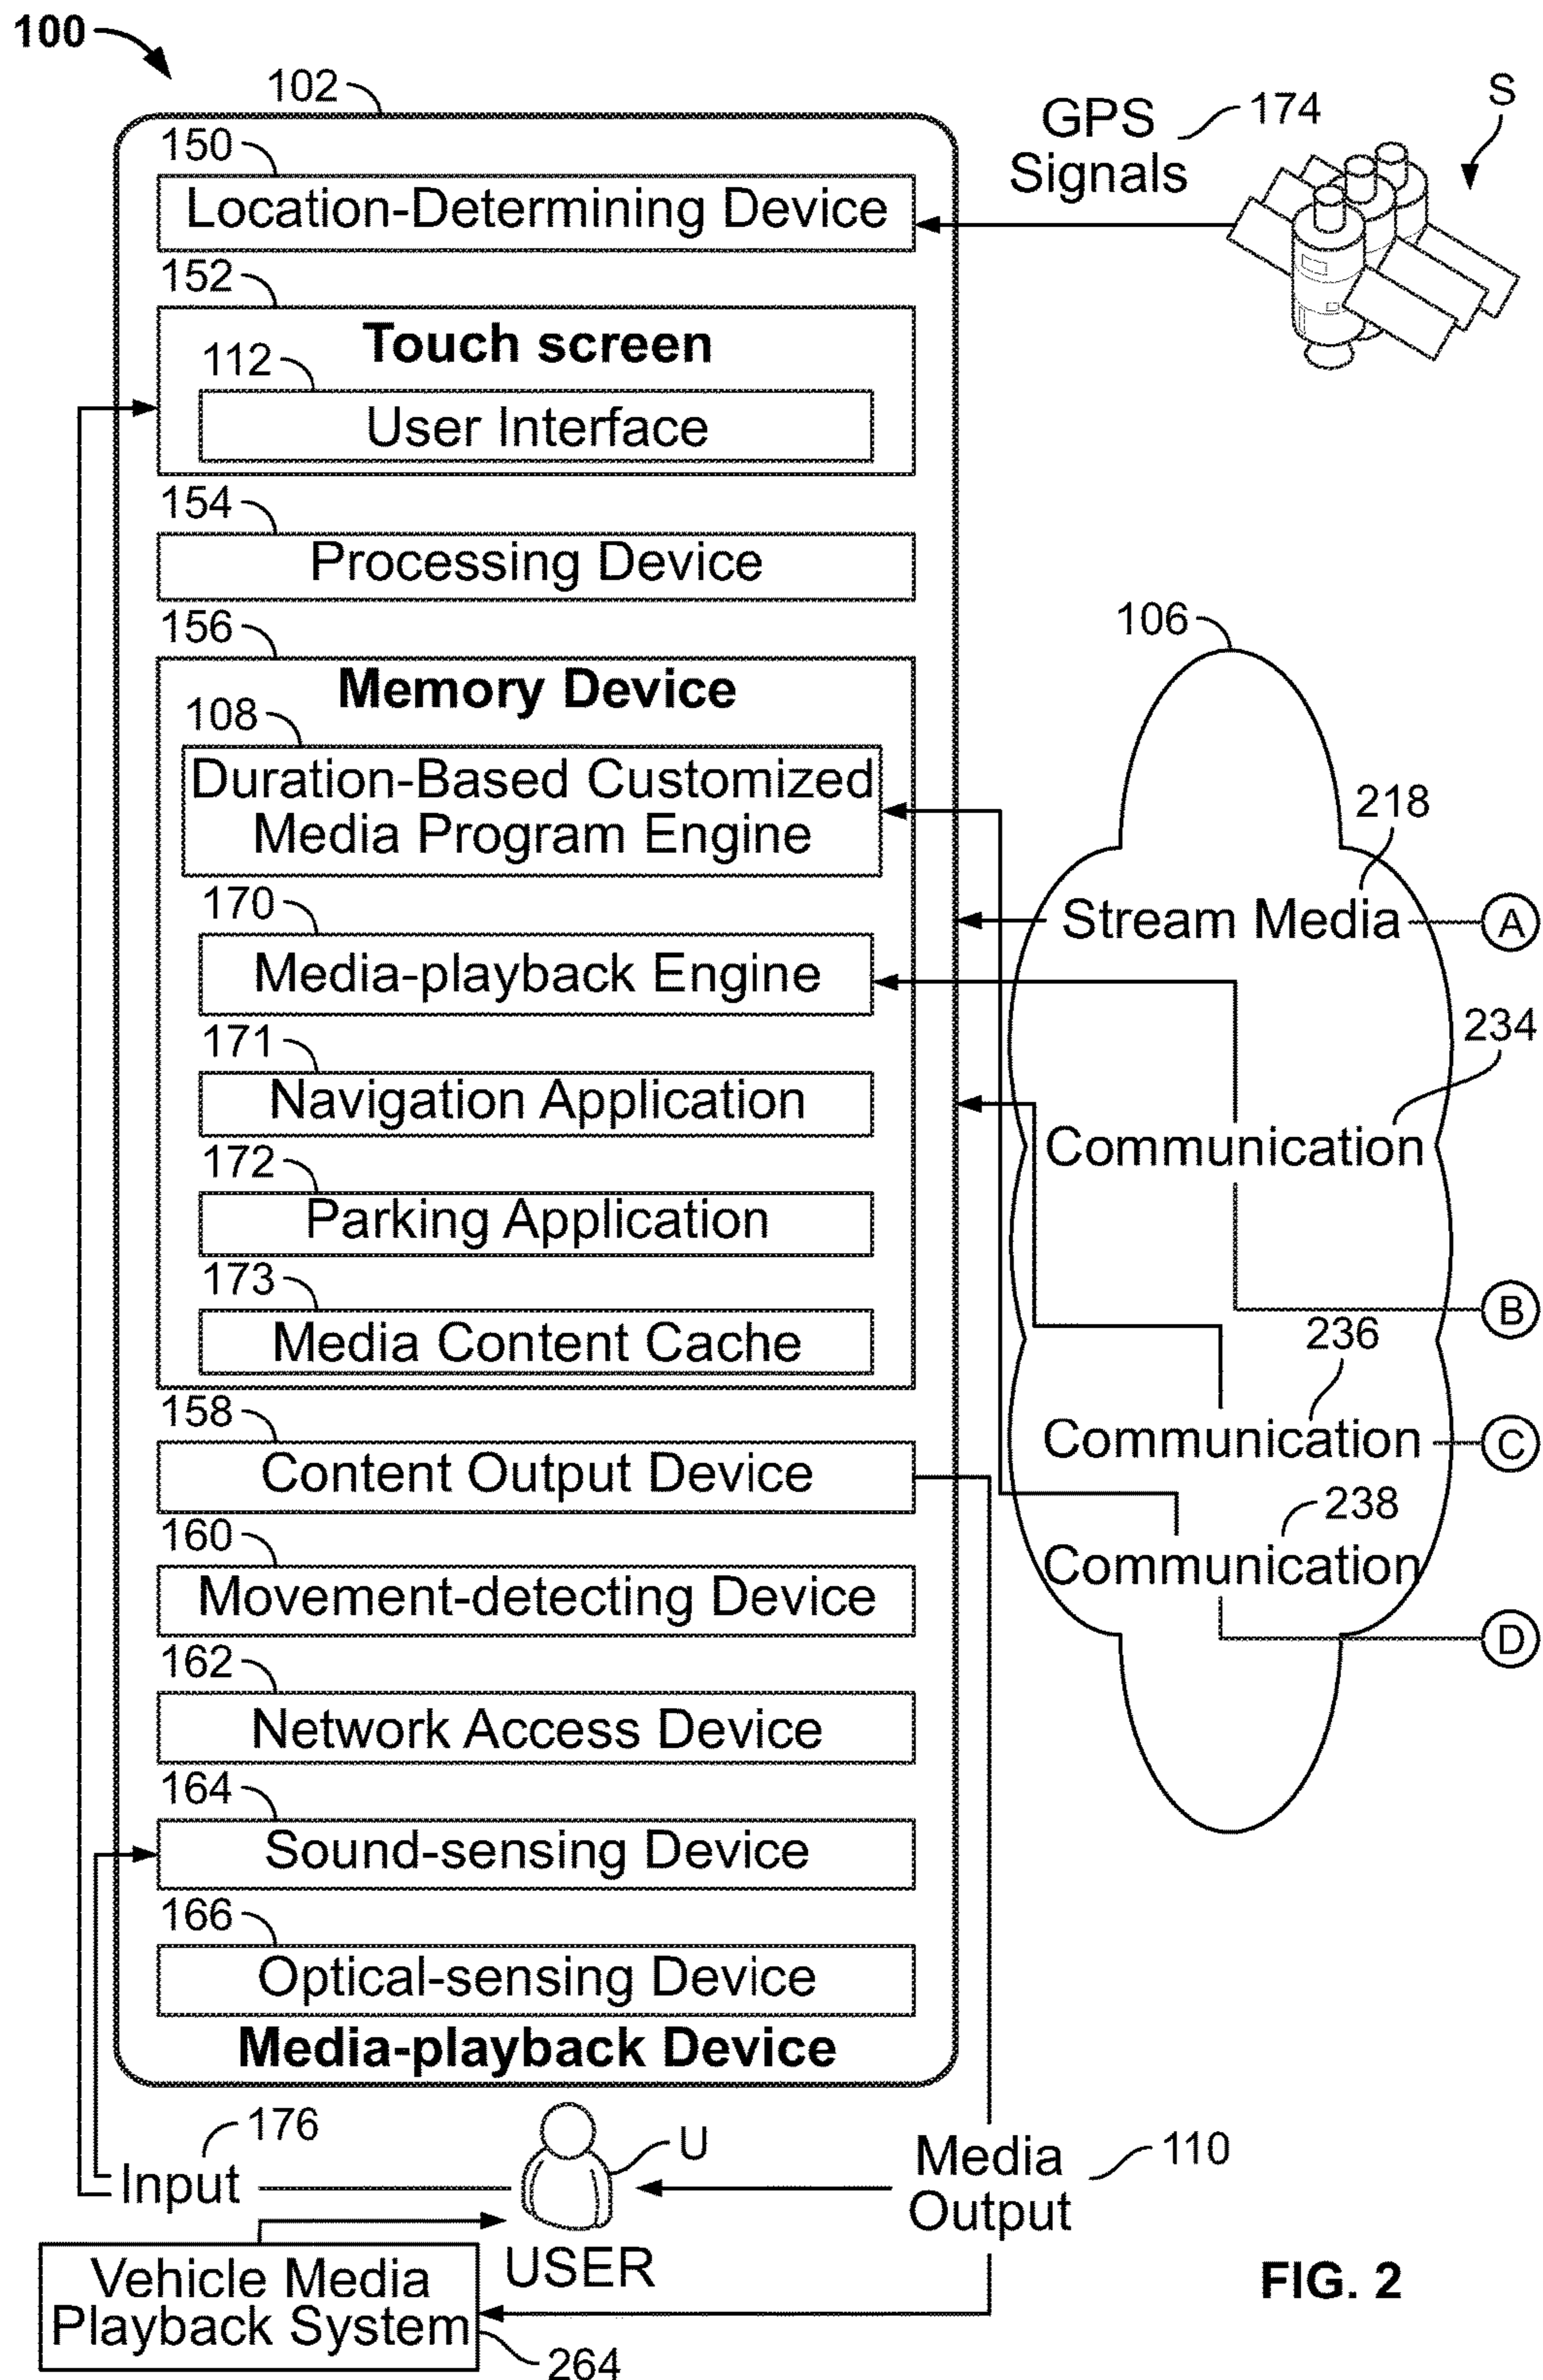 100
102
150
Location-Determining Device
GPS
Signals
174
S
152
Touch screen
112
User Interface
154
Processing Device
156
Memory Device
108
Duration-Based Customized
Media Program Engine
170
Media-playback Engine
171
Navigation Application
172
Parking Application
173
Media Content Cache
158
Content Output Device
160
Movement-detecting Device
162
Network Access Device
164
Sound-sensing Device
166
Optical-sensing Device
Media-playback Device
106
218
Stream Media
A
234
Communication
B
236
Communication
C
238
Communication
D
176
Input
U
USER
Media
Output
110
Vehicle Media
Playback System
264
FIG. 2